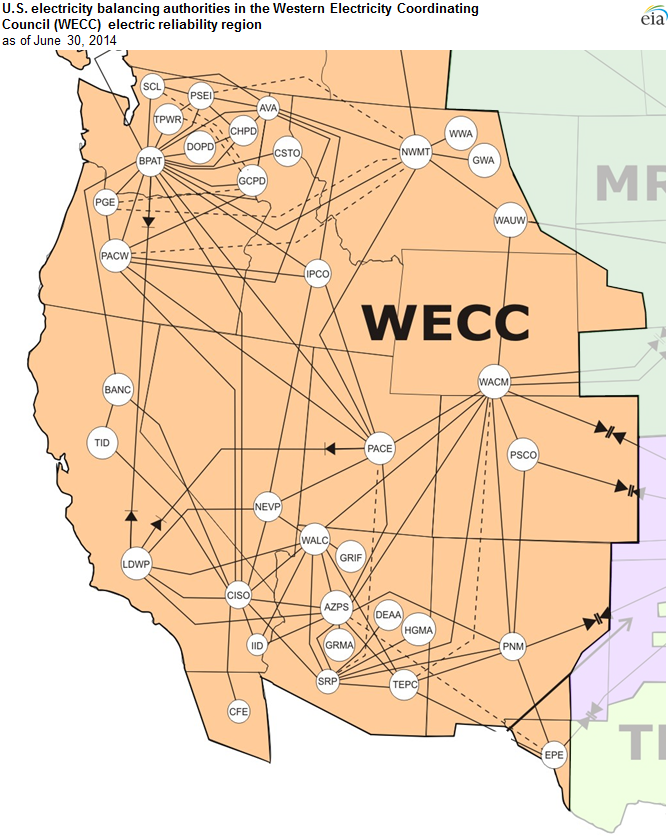 U.S. electricity balancing authorities in the Western Electricity Coordinating
Council (WECC) electric reliability region
as of June 30, 2014
eia
SCL
PSEI
AVA
TPWR
CHPD
DOPD
CSTO
NWMT
WWA
GWA
BPAT
GCPD
MR
PGE
WAUW
PACW
IPCO
WECC
BANC
WACM
TID
PACE
PSCO
NEVP
WALC
GRIF
LDWP
CISO
AZPS
DEAA
HGMA
IID
GRMA
PNM
SRP
TEPC
CFE
EPE
T